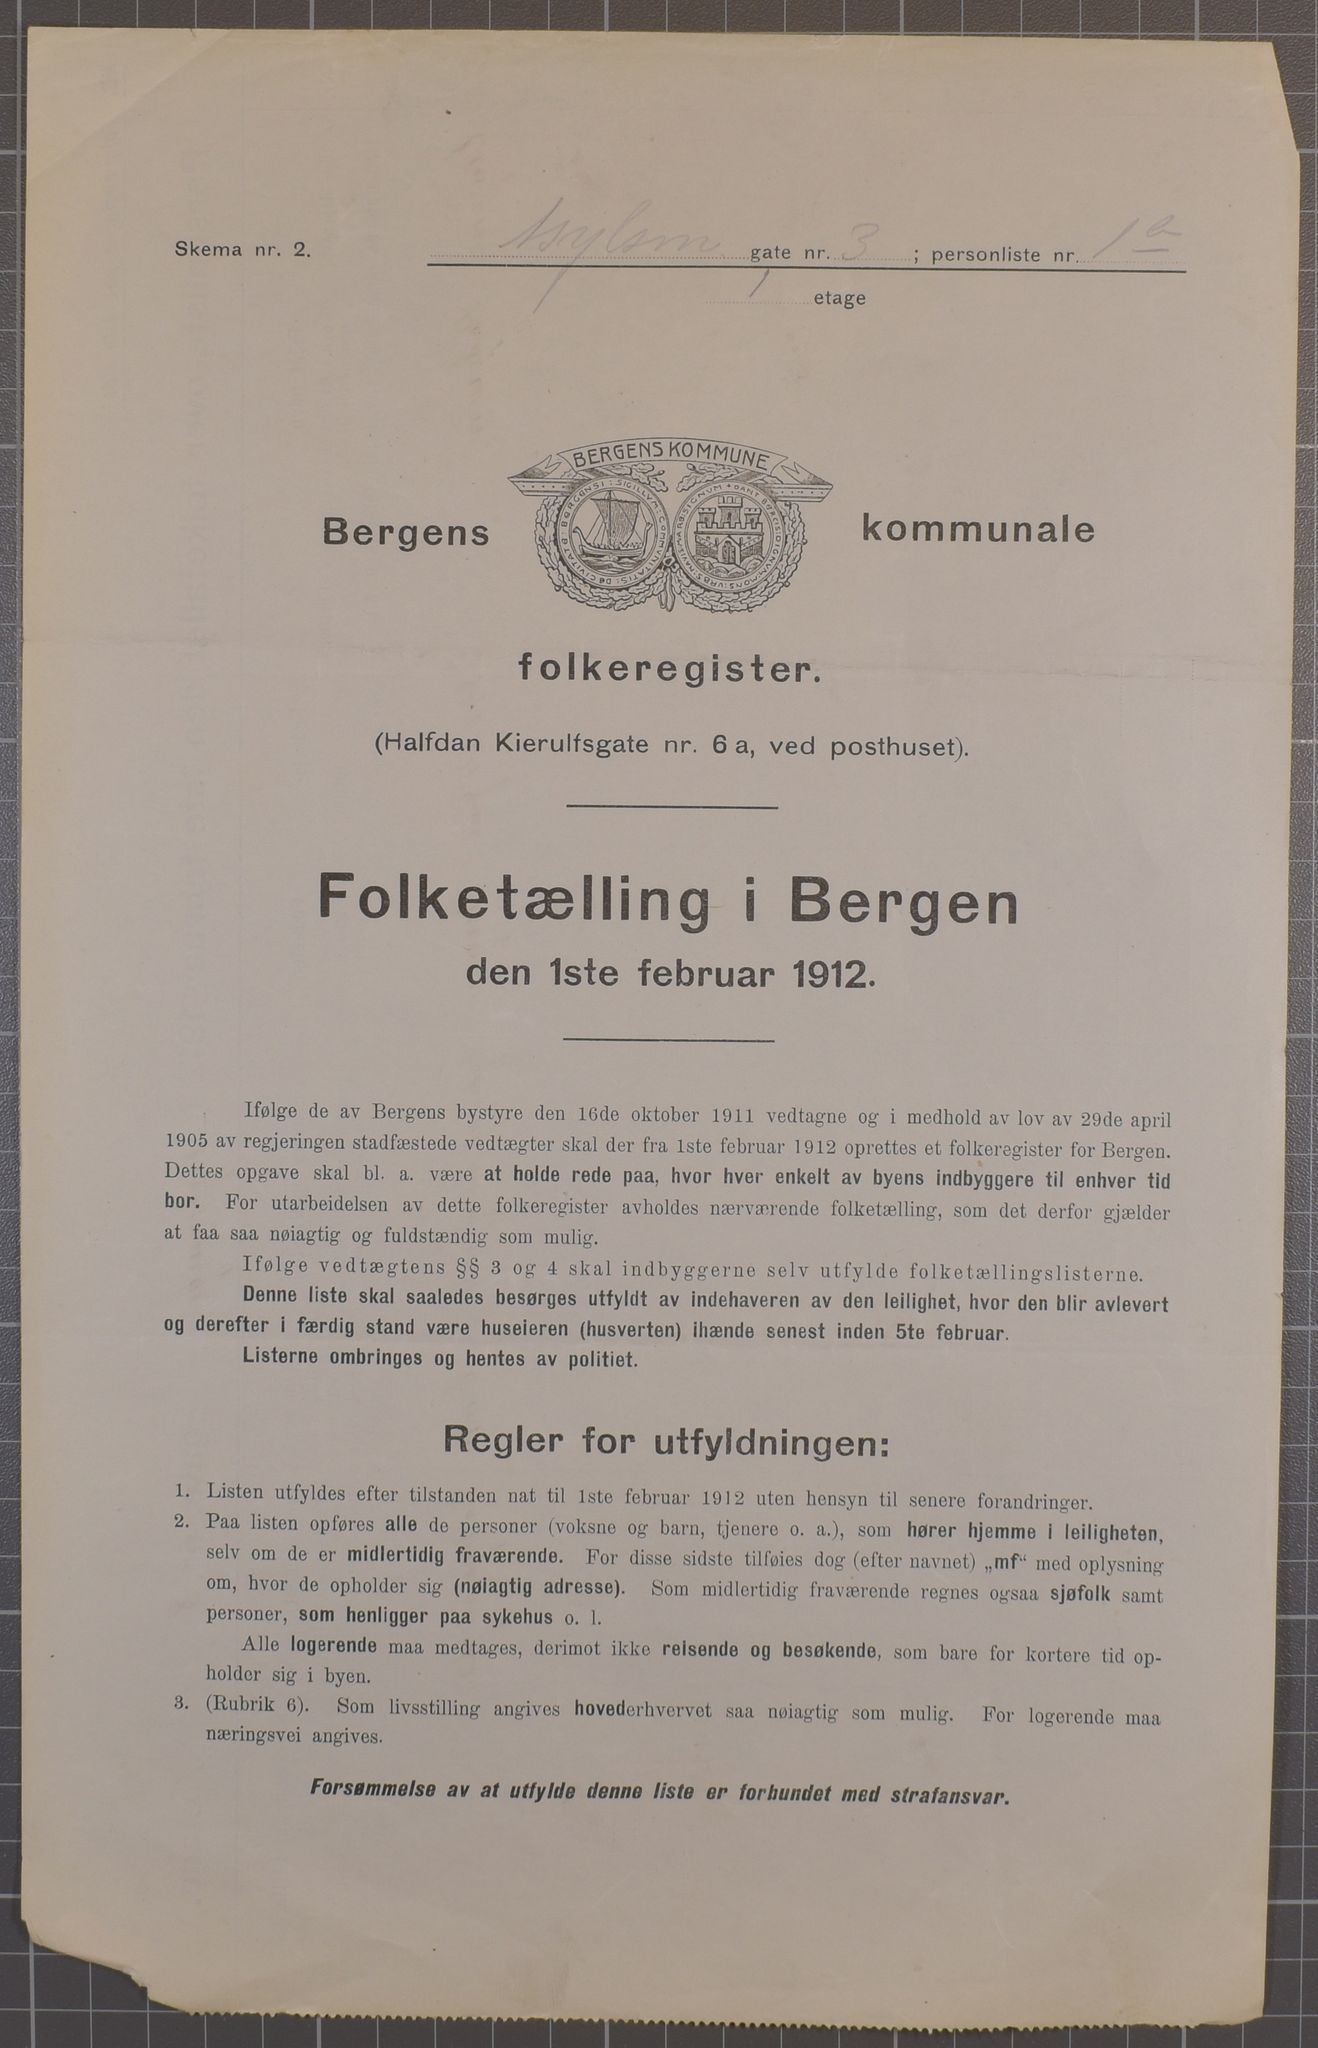 Skema nr. 2. Asylsm gate nr. 3 ; personliste nr. 1 a
1 etage
BERGENS KOMMUNE
Bergens kommunale
folkeregister.
(Halfdan Kierulfsgate nr. 6 a, ved posthuset).
Folketælling i Bergen
den 1ste februar 1912.
Ifølge de av Bergens bystyre den 16de oktober 1911 vedtagne og i medhold av lov av 29de april
1905 av regjeringen stadfæstede vedtægter skal der fra 1ste februar 1912 oprettes et folkeregister for Bergen.
Dettes opgave skal bl. a. være at holde rede paa, hvor hver enkelt av byens indbyggere til enhver tid
bor. For utarbeidelsen av dette folkeregister avholdes nærværende folketælling, som det derfor gjælder
at faa saa nøiagtig og fuldstændig som mulig.
Ifølge vedtægtens §§ 3 og 4 skal indbyggerne selv utfylde folketællingslisterne.
Denne liste skal saaledes besørges utfyldt av indehaveren av den leilighet, hvor den blir avlevert
og derefter i færdig stand være huseieren (husverten) ihænde senest inden 5te februar.
Listerne ombringes og hentes av politiet.
Regler for utfyldningen:
1. Listen utfyldes efter tilstanden nat til 1ste februar 1912 uten hensyn til senere forandringer.
2. Paa listen opføres alle de personer (voksne og barn, tjenere o. a.), som hører hjemme i leiligheten,
selv om de er midlertidig fraværende. For disse sidste tilføies dog (efter navnet) „mf“ med oplysning
om, hvor de opholder sig (nøiagtig adresse). Som midlertidig fraværende regnes ogsaa sjøfolk samt
personer, som henligger paa sykehus o. l.
Alle logerende maa medtages, derimot ikke reisende og besøkende, som bare for kortere tid op-
holder sig i byen.
3. (Rubrik 6). Som livsstilling angives hovederhvervet saa nøiagtig som mulig. For logerende maa
næringsvei angives.
Forsømmelse av at utfylde denne liste er forbundet med strafansvar.